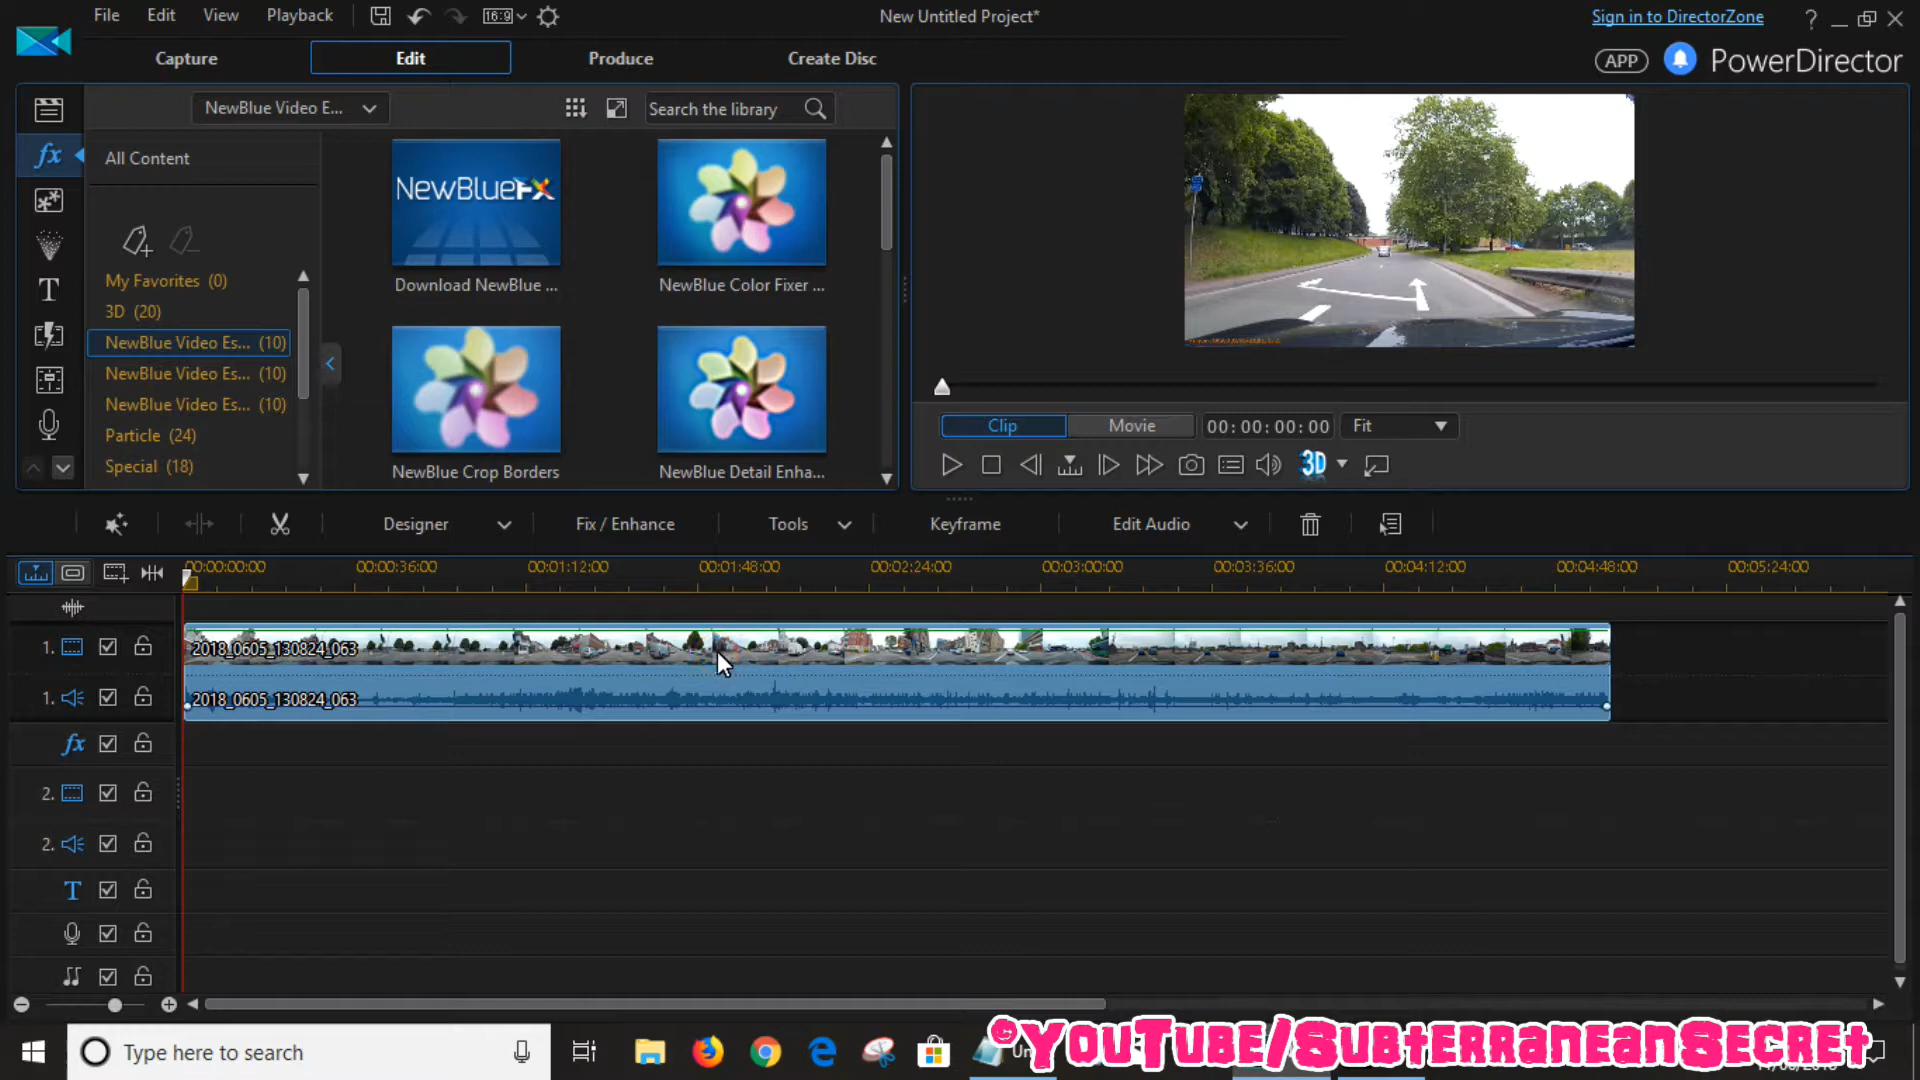 File Edit View Playback 16:9 New Untitled Project* Sign in to DirectorZone ?
Capture Edit Produce Create Disc APP PowerDirector
NewBlue Video E... Search the library
fx All Content
NewBlueFX
Download NewBlue ... NewBlue Color Fixer ...
My Favorites (0)
3D (20)
NewBlue Video Es... (10)
NewBlue Video Es... (10)
NewBlue Video Es... (10)
Particle (24)
Special (18)
T
NewBlue Crop Borders NewBlue Detail Enha...
Clip Movie 00:00:00:00 Fit
3D
Designer Fix / Enhance Tools Keyframe Edit Audio
00:00:00:00 00:00:36:00 00:01:12:00 00:01:48:00 00:02:24:00 00:03:00:00 00:03:36:00 00:04:12:00 00:04:48:00 00:05:24:00
1. 2018_0605_130824_063
1. 2018_0605_130824_063
fx
2.
2.
T
Type here to search
Un
©YouTube/SubterraneanSecret